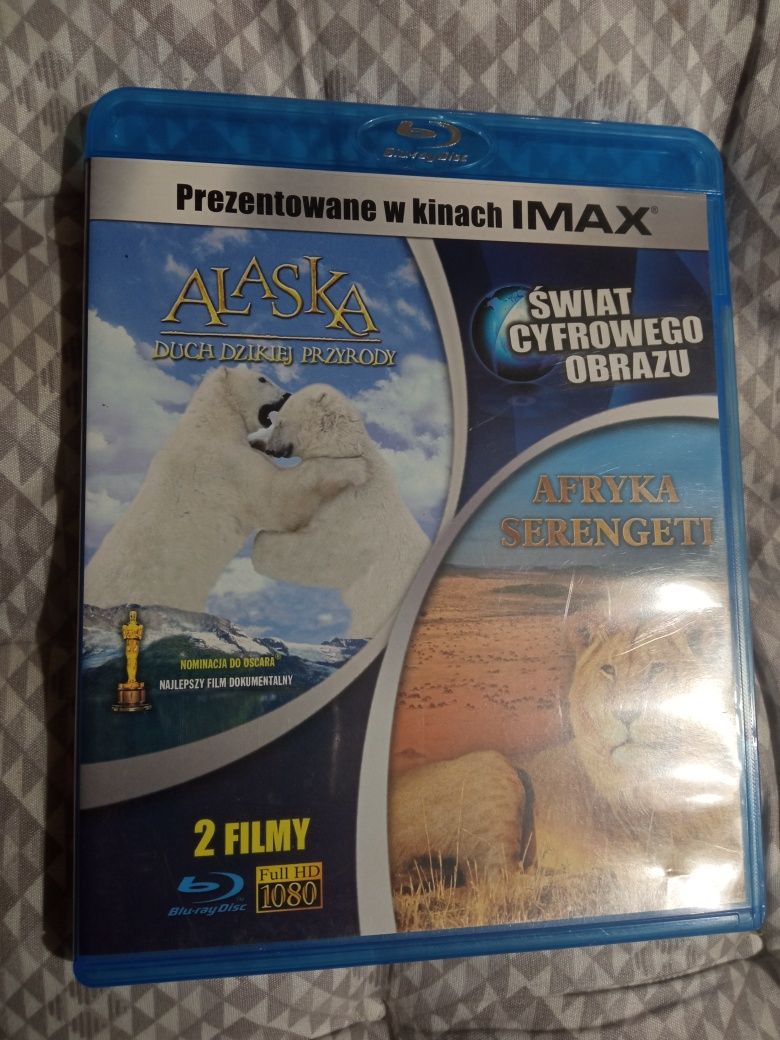 Blu-ray Disc
Prezentowane w kinach IMAX®
ALASKA
DUCH DZIKIEJ PRZYRODY
ŚWIAT
CYFROWEGO
OBRAZU
AFRYKA
SERENGETI
NOMINACJA DO OSCARA®
NAJLEPSZY FILM DOKUMENTALNY
2 FILMY
Blu-ray Disc™
Full HD
1080